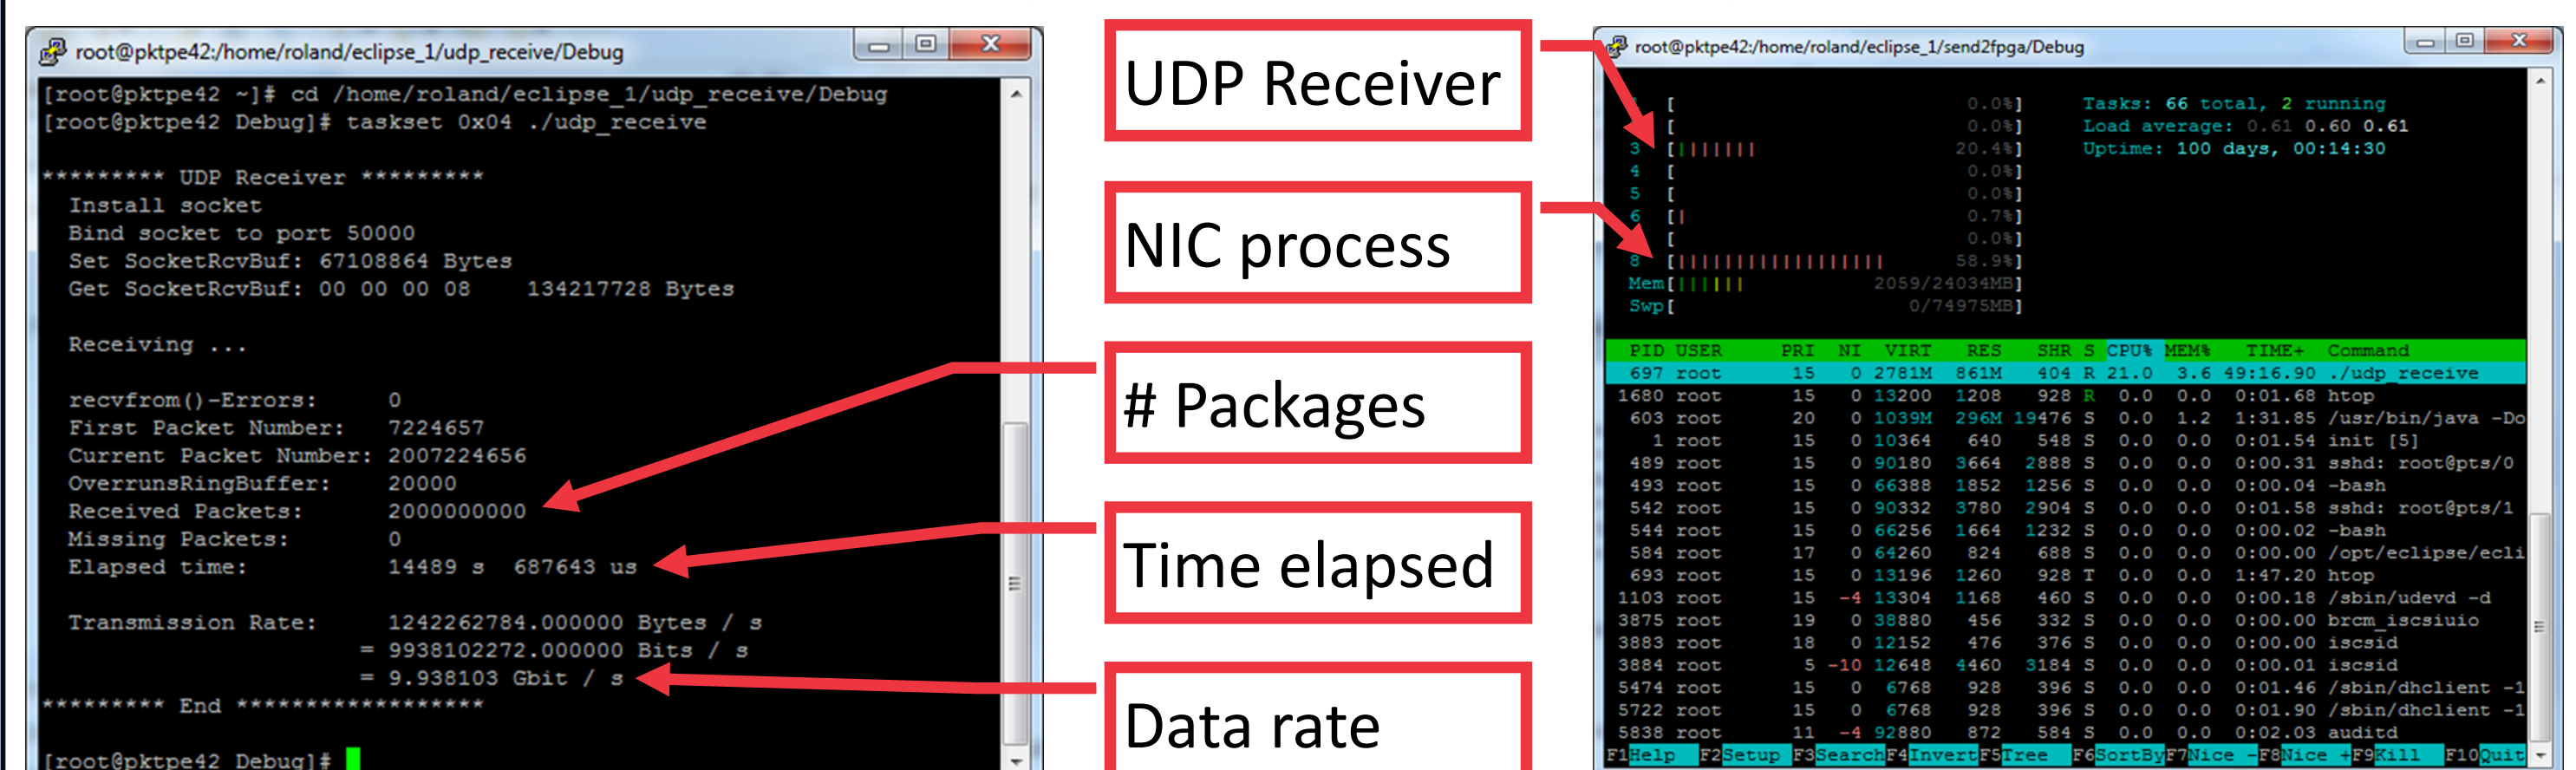 root@pktpe42:/home/roland/eclipse_1/udp_receive/Debug
[root@pktpe42 ~]# cd /home/roland/eclipse_1/udp_receive/Debug
[root@pktpe42 Debug]# taskset 0x04 ./udp_receive
********* UDP Receiver *********
Install socket
Bind socket to port 50000
Set SocketRcvBuf: 67108864 Bytes
Get SocketRcvBuf: 00 00 00 08 134217728 Bytes
Receiving ...
recvfrom()-Errors: 0
First Packet Number: 7224657
Current Packet Number: 2007224656
OverrunsRingBuffer: 20000
Received Packets: 2000000000
Missing Packets: 0
Elapsed time: 14489 s 687643 us
Transmission Rate: 1242262784.000000 Bytes / s
= 9938102272.000000 Bits / s
= 9.938103 Gbit / s
********* End ******************
[root@pktpe42 Debug]#
UDP Receiver
NIC process
# Packages
Time elapsed
Data rate
root@pktpe42:/home/roland/eclipse_1/send2fpga/Debug
[ 0.0%] Tasks: 66 total, 2 running
[ 0.0%] Load average: 0.61 0.60 0.61
3 [||||||| 20.4%] Uptime: 100 days, 00:14:30
4 [ 0.0%]
5 [ 0.0%]
6 [| 0.7%]
[ 0.0%]
8 [|||||||||||||||||| 58.9%]
Mem[|||||| 2059/24034MB]
Swp[ 0/74975MB]
PID USER PRI NI VIRT RES SHR S CPU% MEM% TIME+ Command
697 root 15 0 2781M 861M 404 R 21.0 3.6 49:16.90 ./udp_receive
1680 root 15 0 13200 1208 928 R 0.0 0.0 0:01.68 htop
603 root 20 0 1039M 296M 19476 S 0.0 1.2 1:31.85 /usr/bin/java -Do
1 root 15 0 10364 640 548 S 0.0 0.0 0:01.54 init [5]
489 root 15 0 90180 3664 2888 S 0.0 0.0 0:00.31 sshd: root@pts/0
493 root 15 0 66388 1852 1256 S 0.0 0.0 0:00.04 -bash
542 root 15 0 90332 3780 2904 S 0.0 0.0 0:01.58 sshd: root@pts/1
544 root 15 0 66256 1664 1232 S 0.0 0.0 0:00.02 -bash
584 root 17 0 64260 824 688 S 0.0 0.0 0:00.00 /opt/eclipse/ecli
693 root 15 0 13196 1260 928 T 0.0 0.0 1:47.20 htop
1103 root 15 -4 13304 1168 460 S 0.0 0.0 0:00.18 /sbin/udevd -d
3875 root 19 0 38880 456 332 S 0.0 0.0 0:00.00 brcm_iscsiuio
3883 root 18 0 12152 476 376 S 0.0 0.0 0:00.00 iscsid
3884 root 5 -10 12648 4460 3184 S 0.0 0.0 0:00.01 iscsid
5474 root 15 0 6768 928 396 S 0.0 0.0 0:01.46 /sbin/dhclient -1
5722 root 15 0 6768 928 396 S 0.0 0.0 0:01.90 /sbin/dhclient -1
5838 root 11 -4 92880 872 584 S 0.0 0.0 0:02.03 auditd
F1Help F2Setup F3SearchF4InvertF5Tree F6SortByF7Nice -F8Nice +F9Kill F10Quit